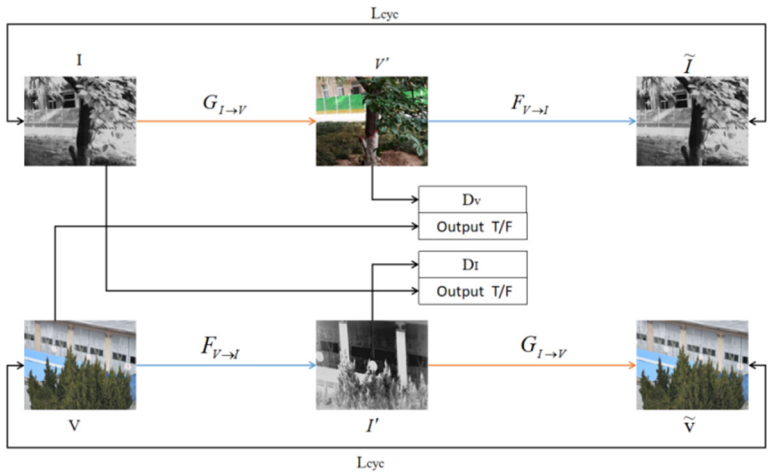 Lcyc
I V′ Ĩ
G I→V F V→I
Dv
Output T/F
DI
Output T/F
F V→I G I→V
V I′ ṽ
Lcyc